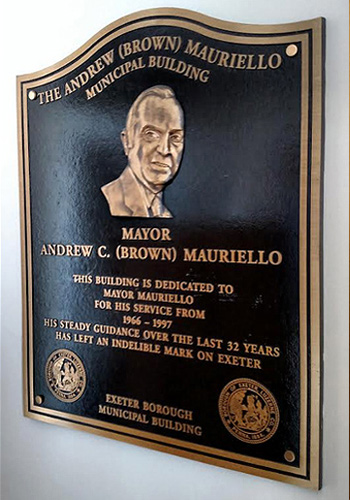 THE ANDREW (BROWN) MAURIELLO
MUNICIPAL BUILDING
MAYOR
ANDREW C. (BROWN) MAURIELLO
THIS BUILDING IS DEDICATED TO
MAYOR MAURIELLO
FOR HIS SERVICE FROM
1966 – 1997
HIS STEADY GUIDANCE OVER THE LAST 32 YEARS
HAS LEFT AN INDELIBLE MARK ON EXETER
EXETER BOROUGH
MUNICIPAL BUILDING